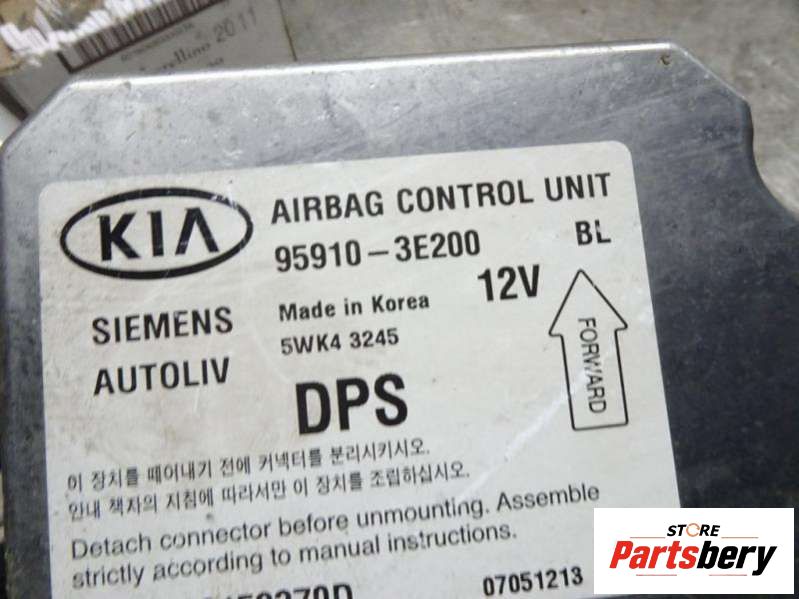 2011
KIA
AIRBAG CONTROL UNIT
95910-3E200
BL
12V
SIEMENS
AUTOLIV
Made in Korea
5WK4 3245
FORWARD
DPS
이 장치를 떼어내기 전에 커넥터를 분리시키시오.
안내 책자의 지침에 따라서만 이 장치를 조립하십시오.
Detach connector before unmounting. Assemble
strictly according to manual instructions.
07051213
STORE
Partsbery